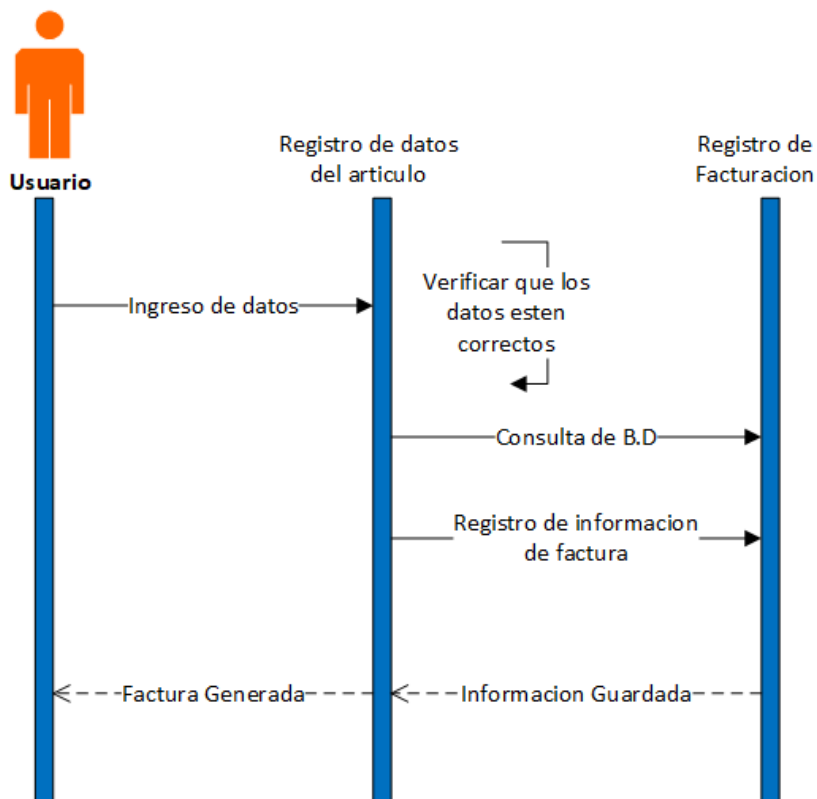 Usuario
Registro de datos
del articulo
Registro de
Facturacion
Verificar que los
datos esten
correctos
Ingreso de datos
Consulta de B.D
Registro de informacion
de factura
Factura Generada
Informacion Guardada